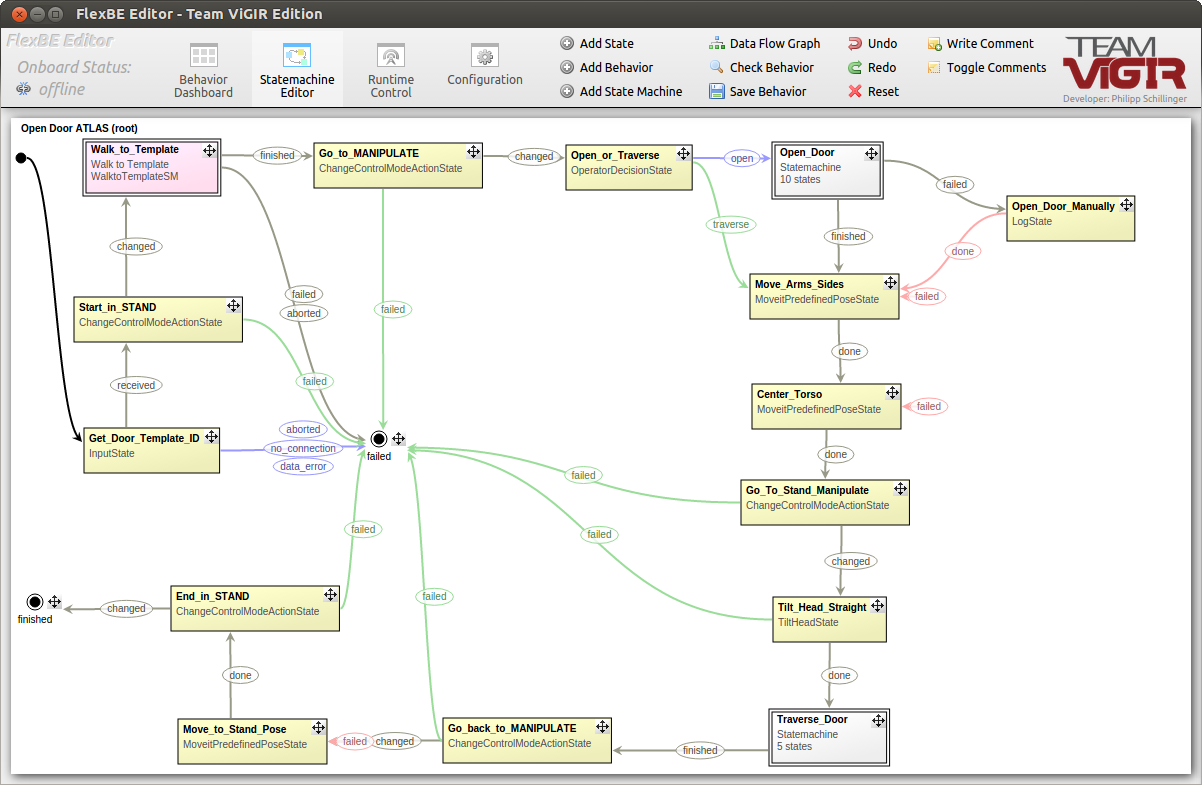 FlexBE Editor - Team ViGIR Edition
FlexBE Editor
Onboard Status:
offline
Behavior
Dashboard
Statemachine
Editor
Runtime
Control
Configuration
Add State
Add Behavior
Add State Machine
Data Flow Graph
Check Behavior
Save Behavior
Undo
Redo
Reset
Write Comment
Toggle Comments
TEAM
ViGIR
Developer: Philipp Schillinger
Open Door ATLAS (root)
Walk_to_Template
Walk to Template
WalktoTemplateSM
finished
Go_to_MANIPULATE
ChangeControlModeActionState
changed
Open_or_Traverse
OperatorDecisionState
open
Open_Door
Statemachine
10 states
failed
Open_Door_Manually
LogState
traverse
finished
done
changed
Move_Arms_Sides
MoveitPredefinedPoseState
failed
failed
aborted
Start_in_STAND
ChangeControlModeActionState
failed
done
received
failed
Center_Torso
MoveitPredefinedPoseState
failed
Get_Door_Template_ID
InputState
aborted
no_connection
data_error
failed
done
failed
Go_To_Stand_Manipulate
ChangeControlModeActionState
failed
failed
changed
End_in_STAND
ChangeControlModeActionState
failed
changed
finished
Tilt_Head_Straight
TiltHeadState
done
done
Move_to_Stand_Pose
MoveitPredefinedPoseState
failed
changed
Go_back_to_MANIPULATE
ChangeControlModeActionState
finished
Traverse_Door
Statemachine
5 states